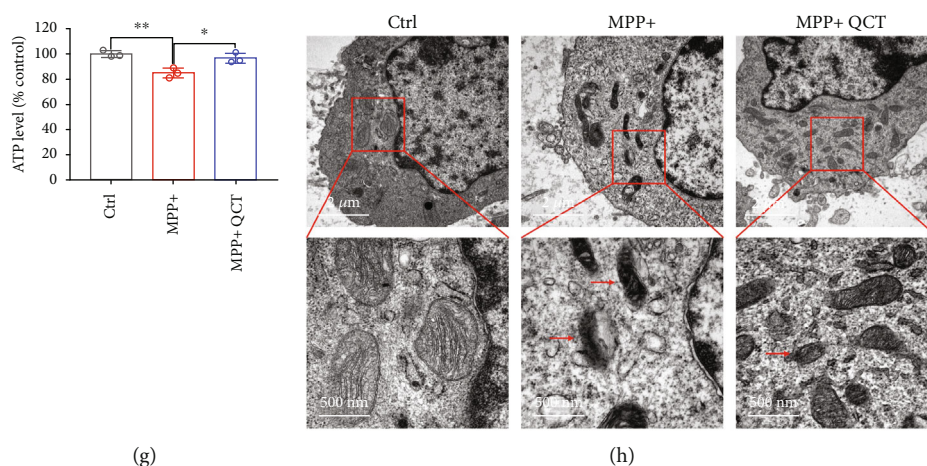 120
100
80
60
40
20
0
ATP level (% control)
**
*
Ctrl
MPP+
MPP+ QCT
(g)
Ctrl
MPP+
MPP+ QCT
500 nm
500 nm
500 nm
(h)